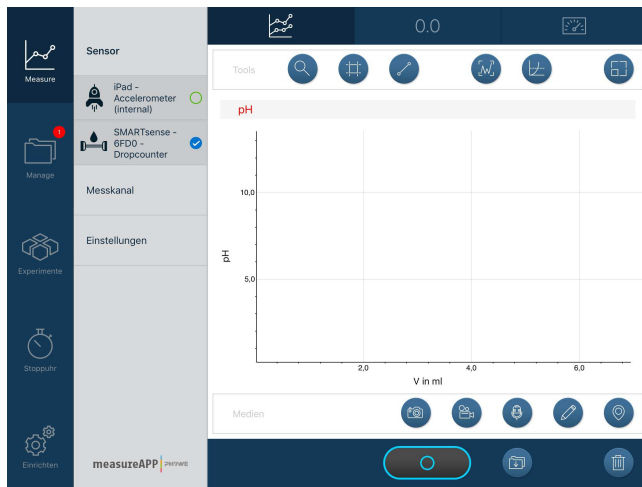 0.0
Measure
1
Manage
Experimente
Stoppuhr
Einrichten
Sensor
iPad -
Accelerometer
(internal)
SMARTsense -
6FD0 -
Dropcounter
Messkanal
Einstellungen
measureAPP PHYWE
Tools
pH
pH
10,0
5,0
2,0
4,0
6,0
V in ml
Medien